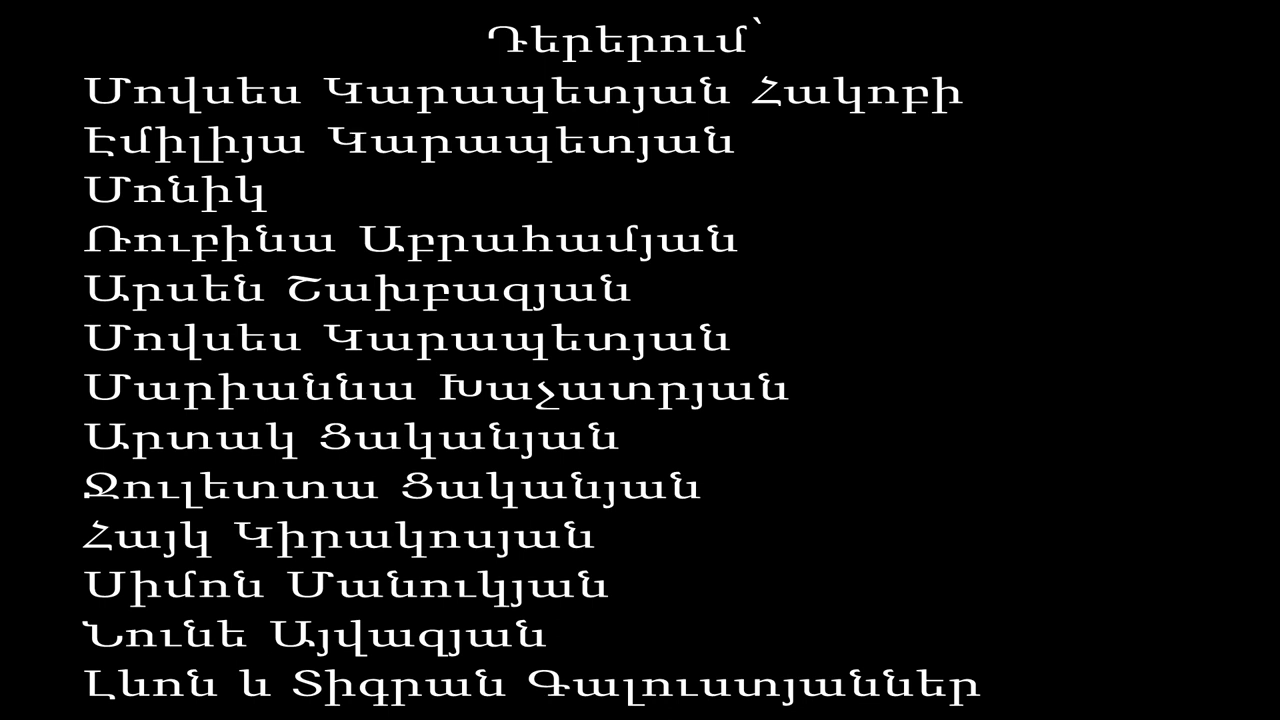 Դերերում՝
Մովսես Կարապետյան Հակոբի
Էմիլիյա Կարապետյան
Մոնիկ
Ռուբինա Աբրահամյան
Արսեն Շախբազյան
Մովսես Կարապետյան
Մարիաննա Խաչատրյան
Արտակ Ցականյան
Ջուլետտա Ցականյան
Հայկ Կիրակոսյան
Սիմոն Մանուկյան
Նունե Այվազյան
Լևոն և Տիգրան Գալուստյաններ